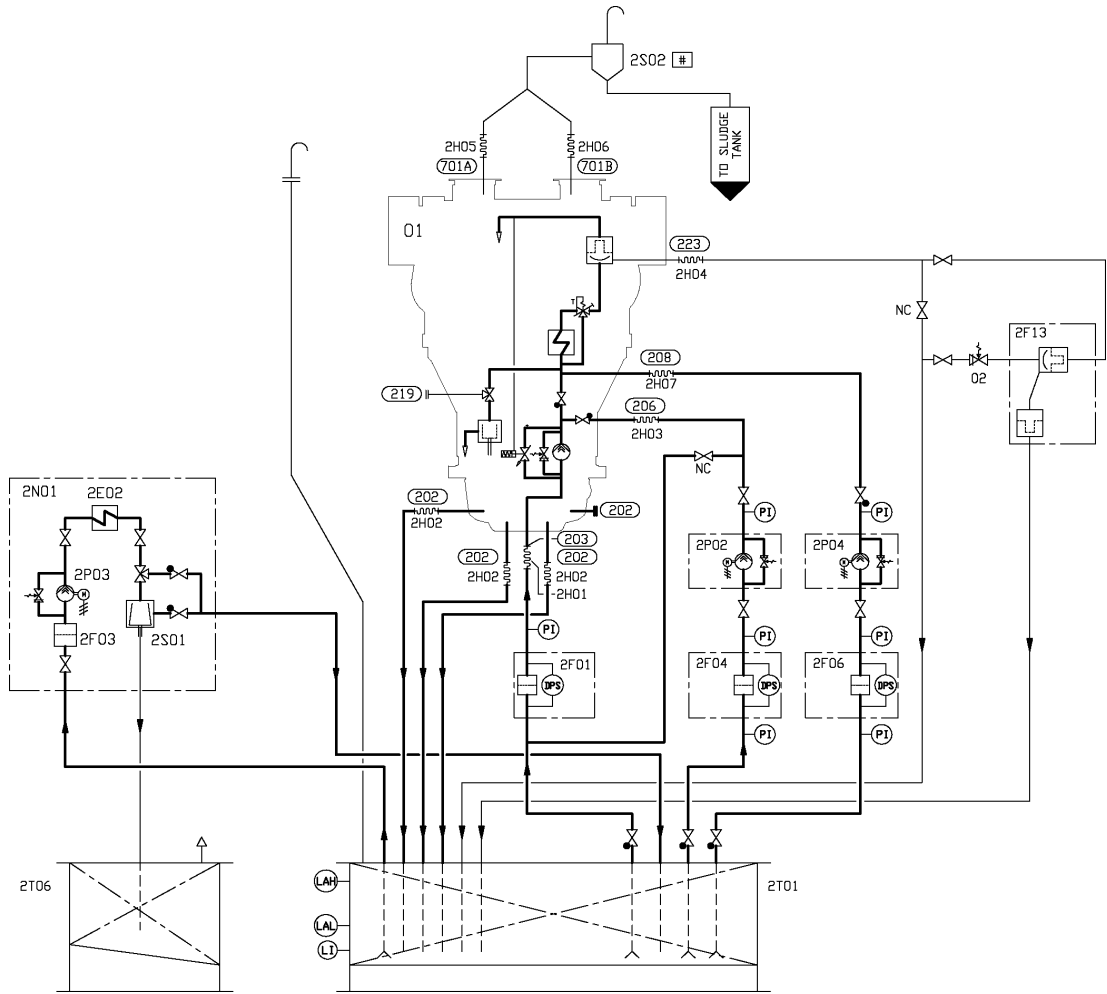 2S02 #
TO SLUDGE
TANK
2H05
2H06
701A
701B
01
223
2H04
T
NC
2F13
02
208
2H07
219
206
2H03
NC
2N01
2E02
202
2H02
202
PI
PI
203
202
2H02
202
2H02
-2H01
2P02
2P04
M
M
2P03
M
2S01
2F03
PI
PI
PI
2F01
DPS
2F04
DPS
2F06
DPS
PI
PI
2T06
LAH
LAL
LI
2T01